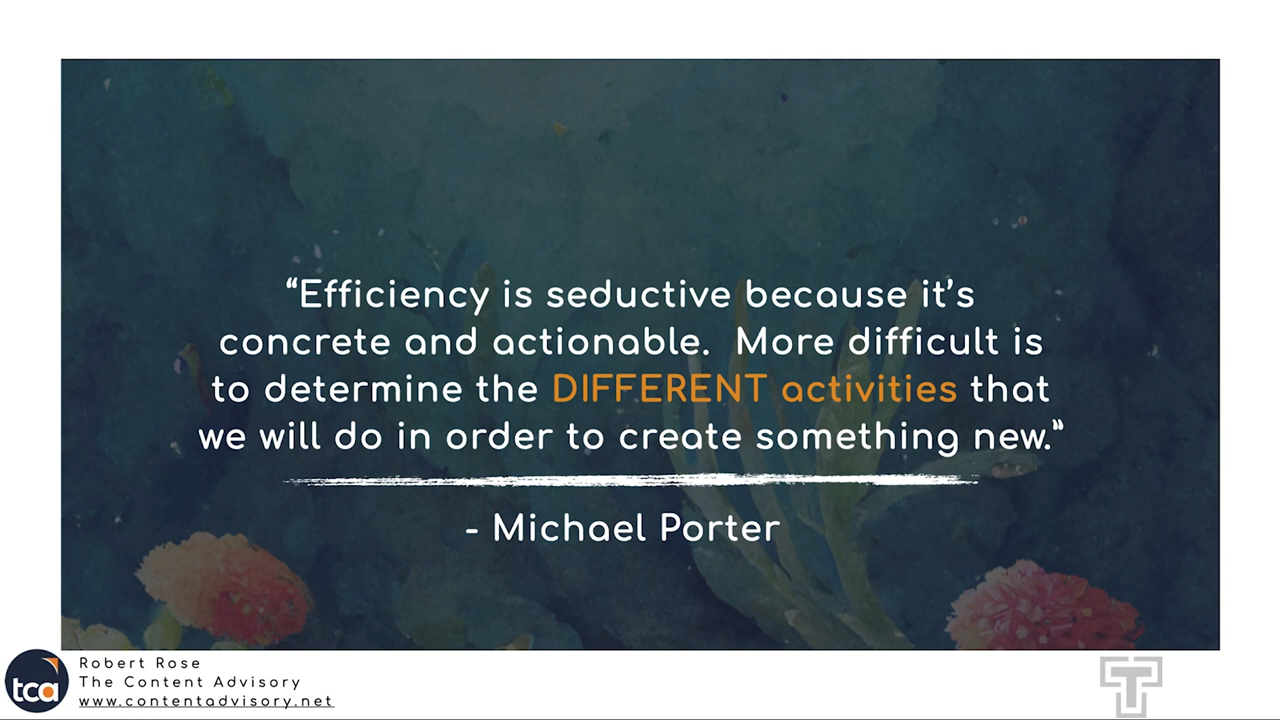 “Efficiency is seductive because it’s
concrete and actionable.  More difficult is
to determine the DIFFERENT activities that
we will do in order to create something new.”
- Michael Porter
tca
Robert Rose
The Content Advisory
www.contentadvisory.net
T